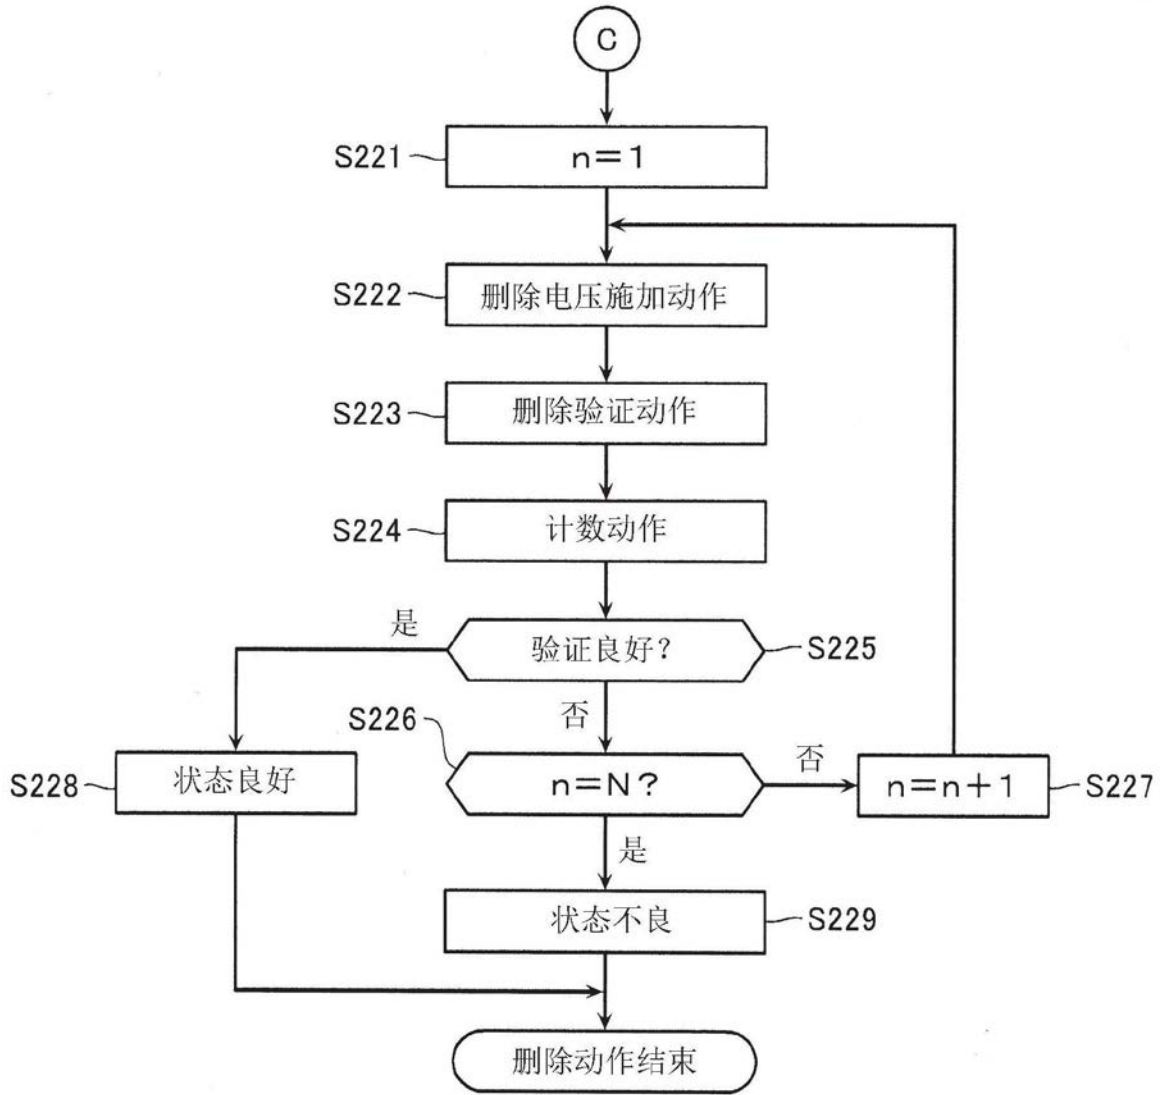 C
S221
n=1
S222
删除电压施加动作
S223
删除验证动作
S224
计数动作
是
验证良好?
S225
否
S226
n=N?
否
n=n+1
S227
S228
状态良好
是
状态不良
S229
删除动作结束